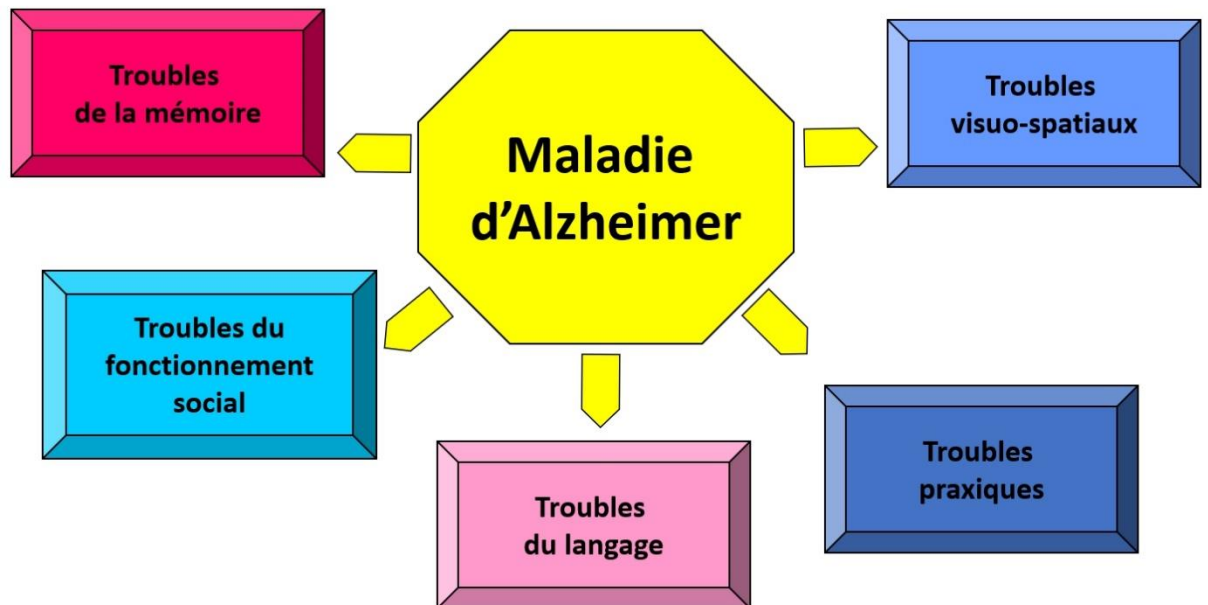 Troubles
de la mémoire
Maladie
d'Alzheimer
Troubles
visuo-spatiaux
Troubles du
fonctionnement
social
Troubles
du langage
Troubles
praxiques